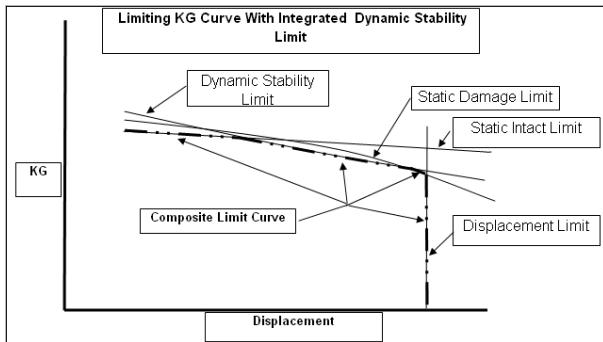 Limiting KG Curve With Integrated Dynamic Stability
Limit
Dynamic Stability
Limit
Static Damage Limit
Static Intact Limit
KG
Composite Limit Curve
Displacement Limit
Displacement